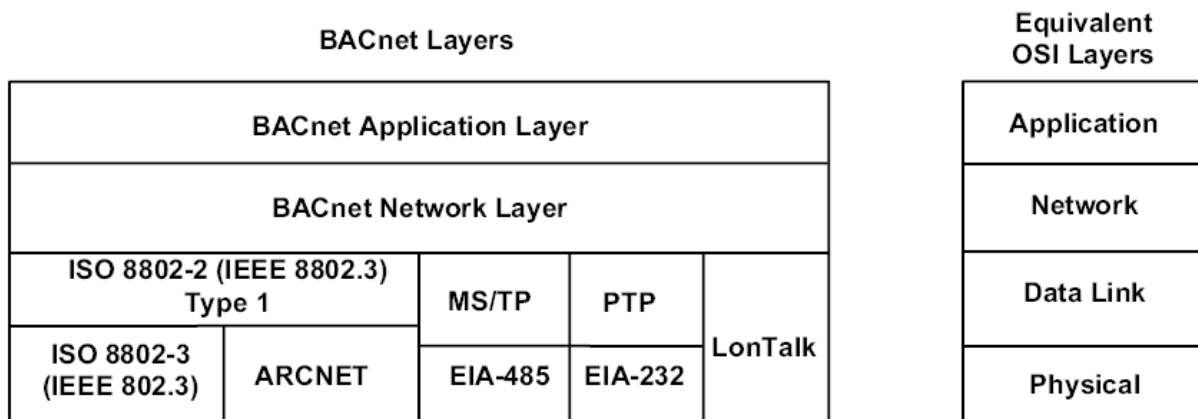 BACnet Layers
Equivalent
OSI Layers
BACnet Application Layer
Application
BACnet Network Layer
Network
ISO 8802-2 (IEEE 8802.3)
Type 1
MS/TP
PTP
LonTalk
Data Link
ISO 8802-3
(IEEE 802.3)
ARCNET
EIA-485
EIA-232
Physical